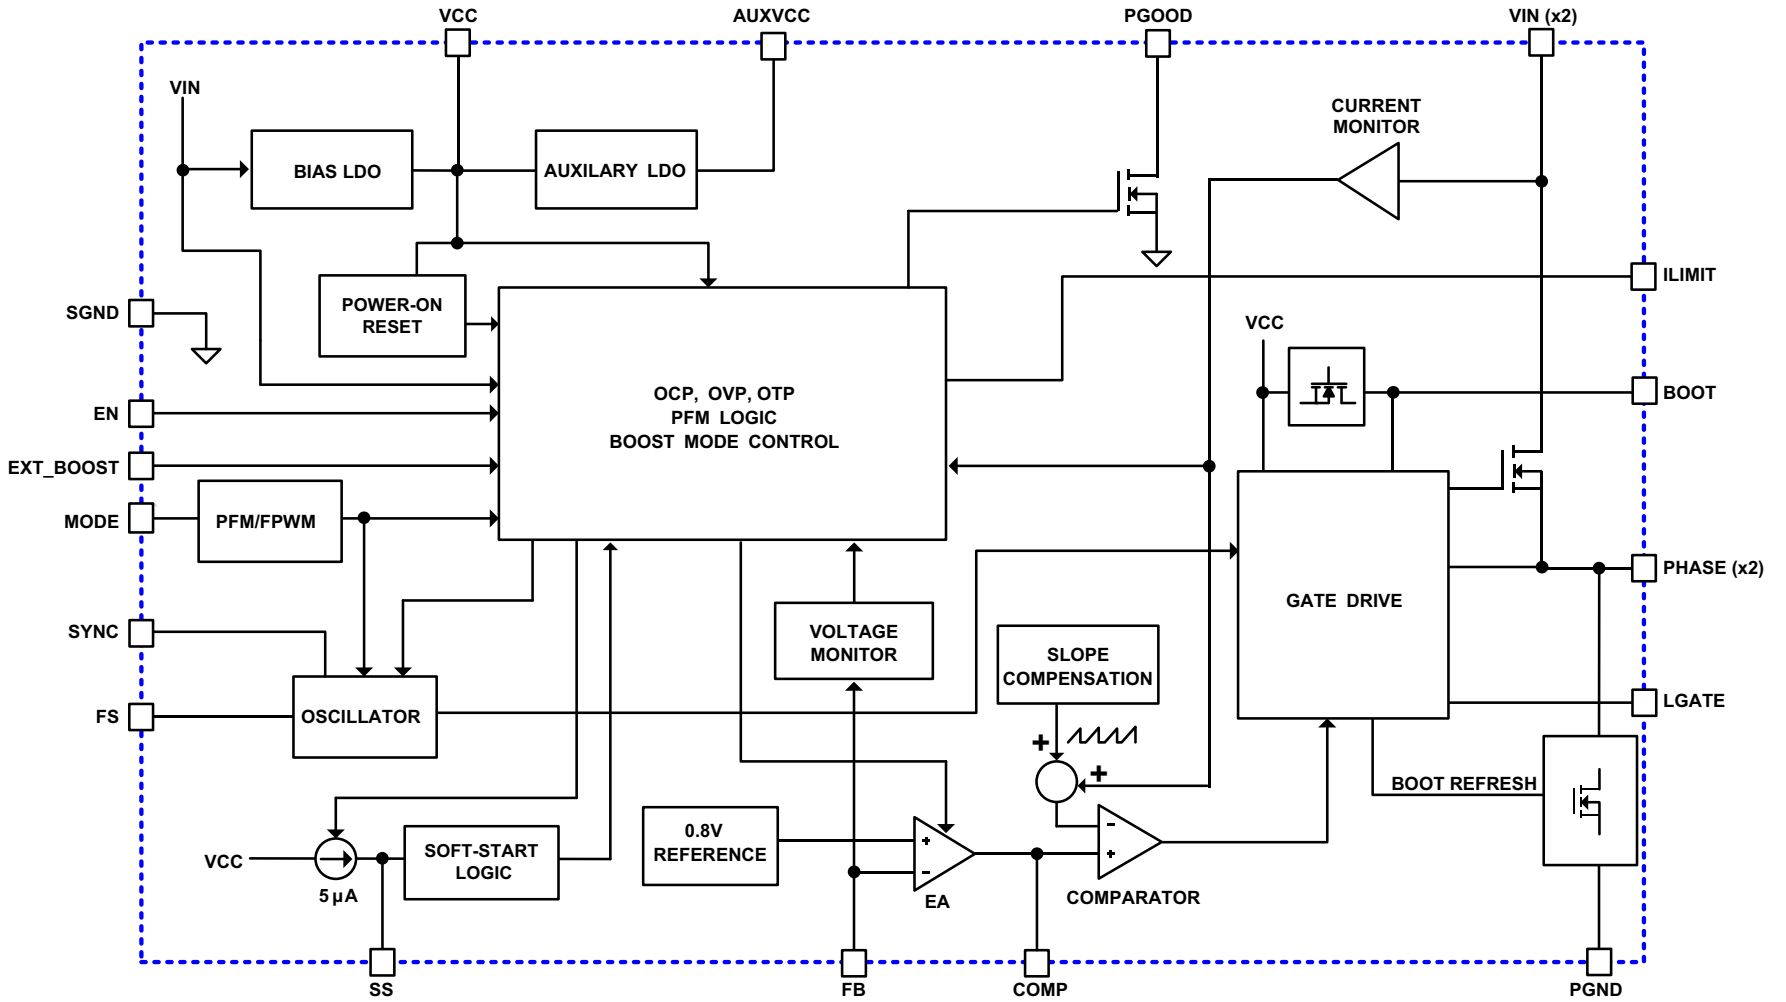 VCC
AUXVCC
PGOOD
VIN (x2)
VIN
CURRENT
MONITOR
BIAS LDO
AUXILARY LDO
SGND
POWER-ON
RESET
ILIMIT
VCC
OCP, OVP, OTP
PFM LOGIC
BOOST MODE CONTROL
BOOT
EN
EXT_BOOST
MODE
PFM/FPWM
PHASE (x2)
GATE DRIVE
SYNC
VOLTAGE
MONITOR
SLOPE
COMPENSATION
FS
OSCILLATOR
LGATE
+
+
BOOT REFRESH
0.8V
REFERENCE
+
-
-
+
VCC
SOFT-START
LOGIC
5 µA
EA
COMPARATOR
SS
FB
COMP
PGND